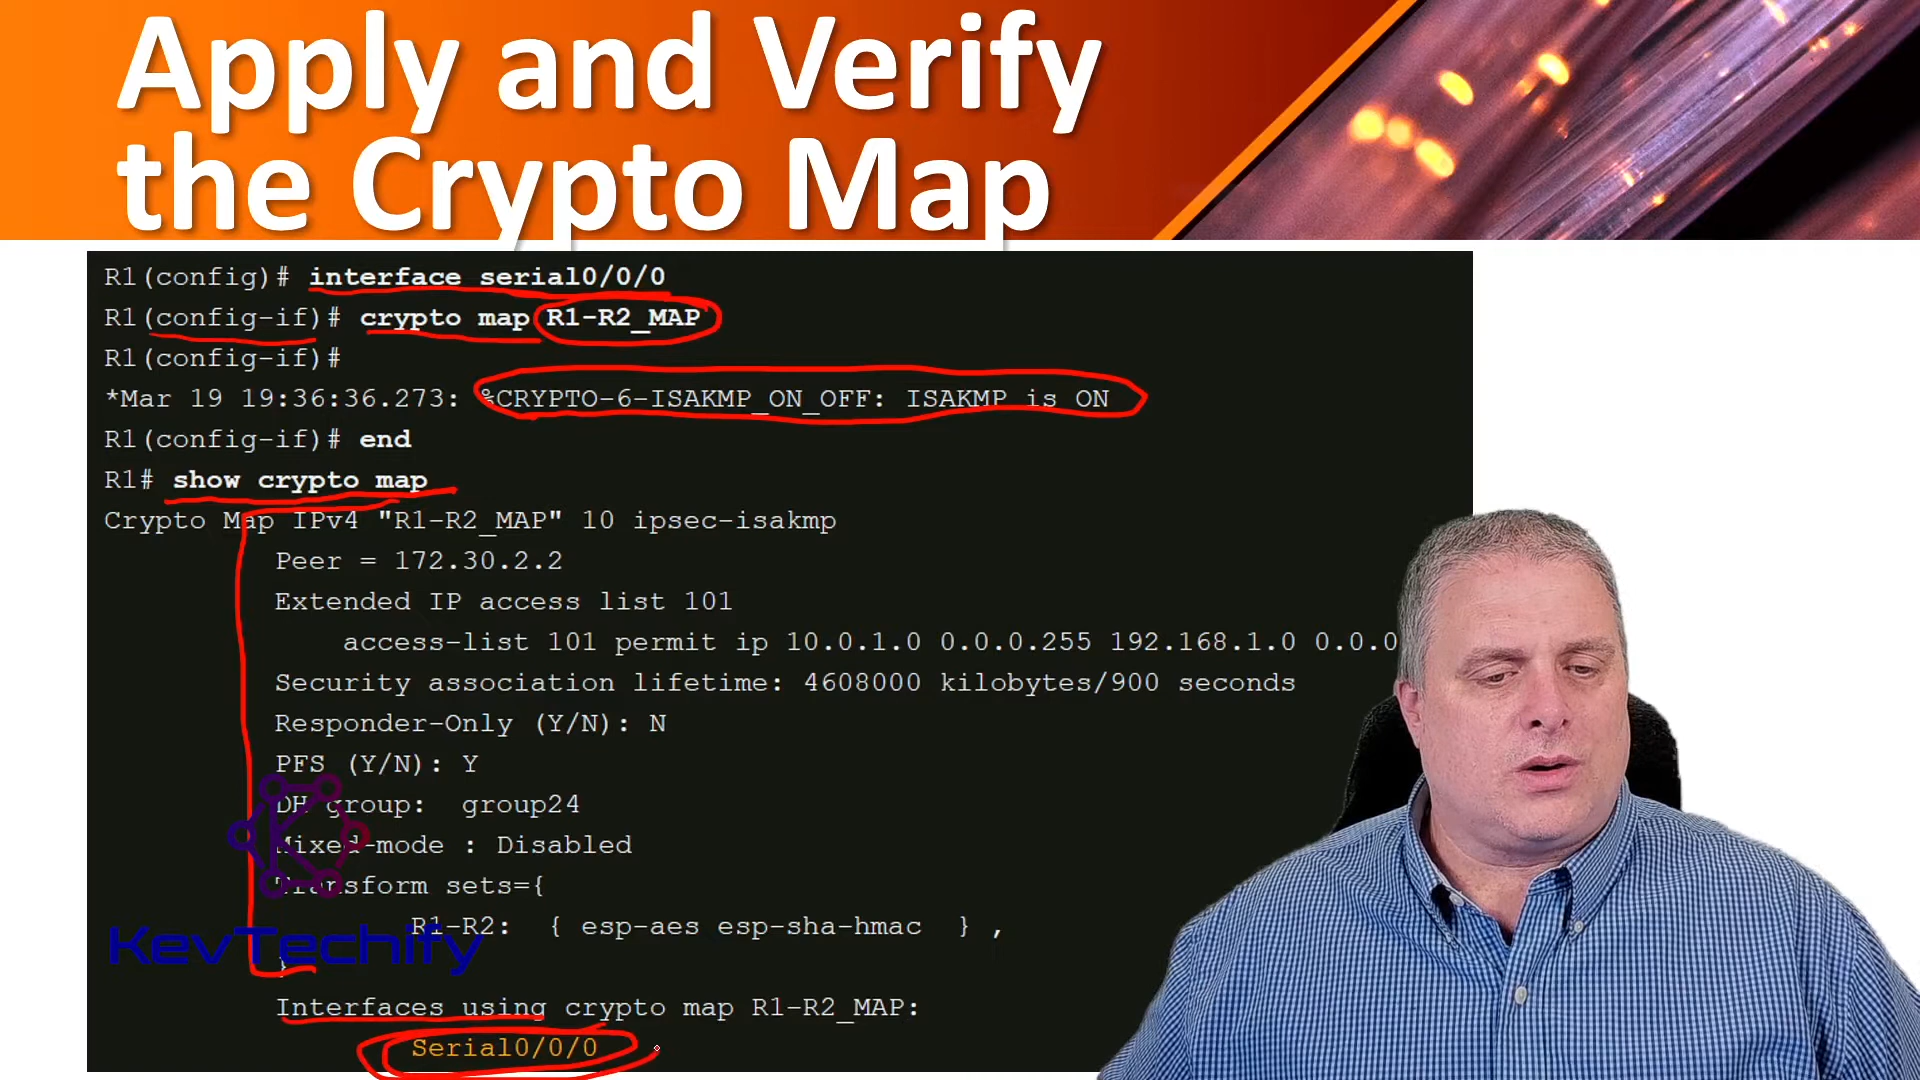 Apply and Verify
the Crypto Map
R1(config)# interface serial0/0/0
R1(config-if)# crypto map R1-R2_MAP
R1(config-if)#
*Mar 19 19:36:36.273: %CRYPTO-6-ISAKMP_ON_OFF: ISAKMP is ON
R1(config-if)# end
R1# show crypto map
Crypto Map IPv4 "R1-R2_MAP" 10 ipsec-isakmp
Peer = 172.30.2.2
Extended IP access list 101
access-list 101 permit ip 10.0.1.0 0.0.0.255 192.168.1.0 0.0.0
Security association lifetime: 4608000 kilobytes/900 seconds
Responder-Only (Y/N): N
PFS (Y/N): Y
DH group: group24
Mixed-mode : Disabled
Transform sets={
R1-R2: { esp-aes esp-sha-hmac } ,
KevTechify
}
Interfaces using crypto map R1-R2_MAP:
Serial0/0/0